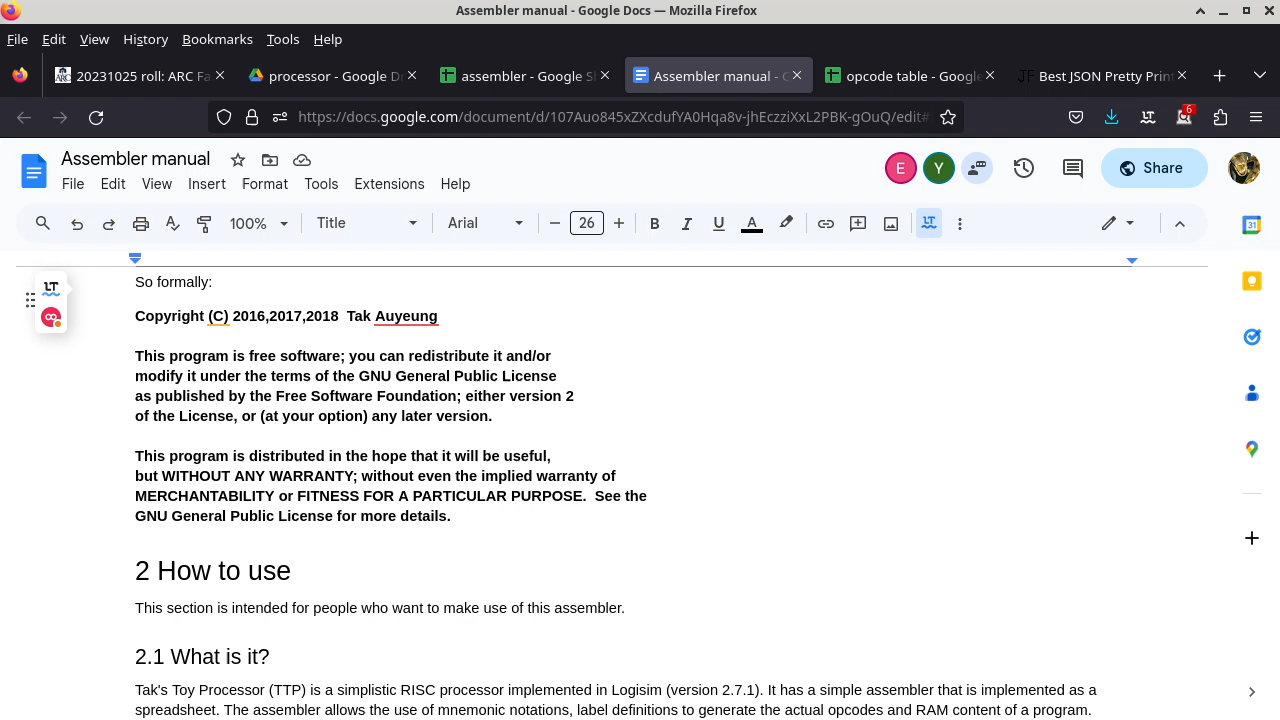 Assembler manual - Google Docs — Mozilla Firefox
File Edit View History Bookmarks Tools Help
20231025 roll: ARC Fa
processor - Google Dr
assembler - Google S
Assembler manual - G
opcode table - Google
Best JSON Pretty Print
https://docs.google.com/document/d/107Auo845xZXcdufYA0Hqa8v-jhEczziXxL2PBK-gOuQ/edit#
6
Assembler manual
E
Y
Share
File Edit View Insert Format Tools Extensions Help
100% Title Arial 26 B I U A
31
So formally:
Copyright (C) 2016,2017,2018 Tak Auyeung
This program is free software; you can redistribute it and/or
modify it under the terms of the GNU General Public License
as published by the Free Software Foundation; either version 2
of the License, or (at your option) any later version.
This program is distributed in the hope that it will be useful,
but WITHOUT ANY WARRANTY; without even the implied warranty of
MERCHANTABILITY or FITNESS FOR A PARTICULAR PURPOSE. See the
GNU General Public License for more details.
2 How to use
This section is intended for people who want to make use of this assembler.
2.1 What is it?
Tak's Toy Processor (TTP) is a simplistic RISC processor implemented in Logisim (version 2.7.1). It has a simple assembler that is implemented as a
spreadsheet. The assembler allows the use of mnemonic notations, label definitions to generate the actual opcodes and RAM content of a program.